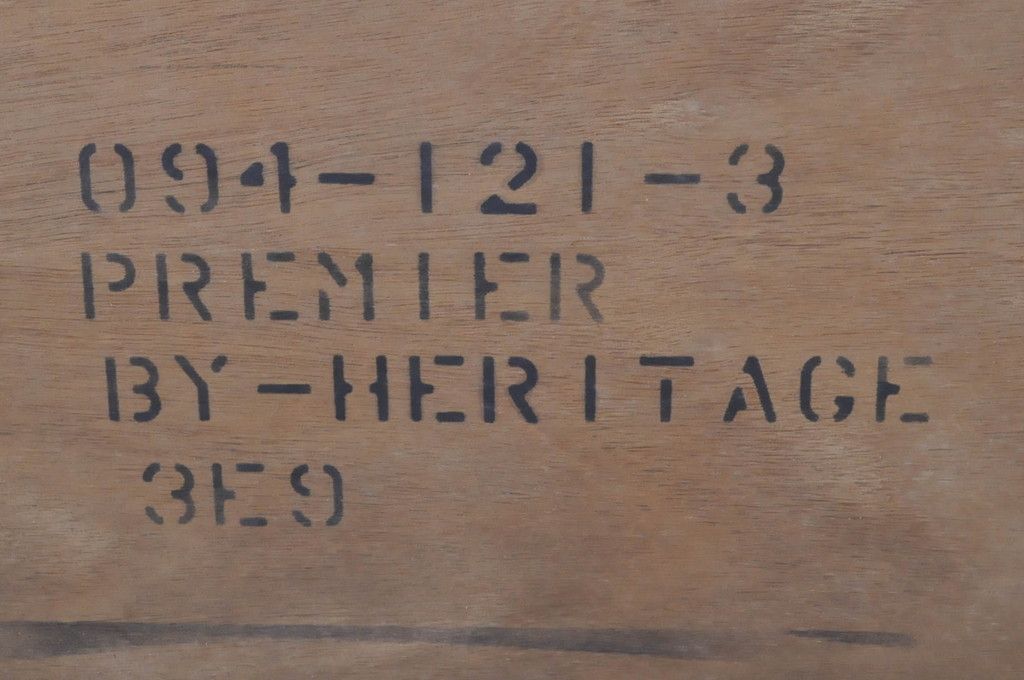 094-121-3
PREMIER
BY-HERITAGE
3E9